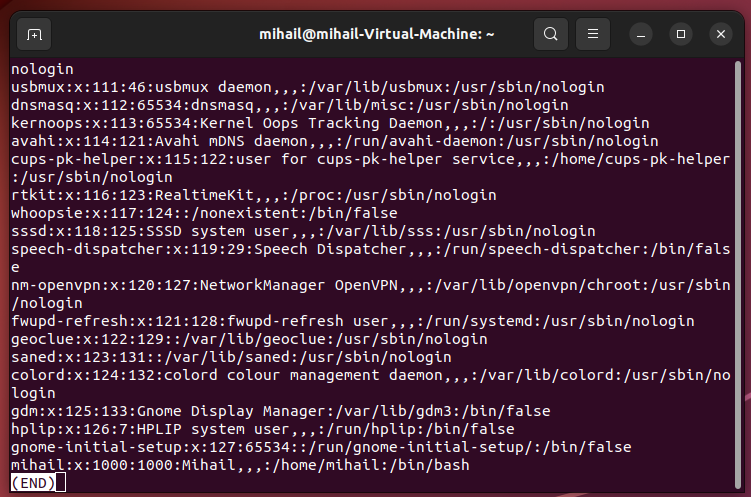 mihail@mihail-Virtual-Machine: ~
nologin
usbmux:x:111:46:usbmux daemon,,,:/var/lib/usbmux:/usr/sbin/nologin
dnsmasq:x:112:65534:dnsmasq,,,:/var/lib/misc:/usr/sbin/nologin
kernoops:x:113:65534:Kernel Oops Tracking Daemon,,,:/:/usr/sbin/nologin
avahi:x:114:121:Avahi mDNS daemon,,,:/run/avahi-daemon:/usr/sbin/nologin
cups-pk-helper:x:115:122:user for cups-pk-helper service,,,:/home/cups-pk-helper
:/usr/sbin/nologin
rtkit:x:116:123:RealtimeKit,,,:/proc:/usr/sbin/nologin
whoopsie:x:117:124::/nonexistent:/bin/false
sssd:x:118:125:SSSD system user,,,:/var/lib/sss:/usr/sbin/nologin
speech-dispatcher:x:119:29:Speech Dispatcher,,,:/run/speech-dispatcher:/bin/fals
e
nm-openvpn:x:120:127:NetworkManager OpenVPN,,,:/var/lib/openvpn/chroot:/usr/sbin
/nologin
fwupd-refresh:x:121:128:fwupd-refresh user,,,:/run/systemd:/usr/sbin/nologin
geoclue:x:122:129::/var/lib/geoclue:/usr/sbin/nologin
saned:x:123:131::/var/lib/saned:/usr/sbin/nologin
colord:x:124:132:colord colour management daemon,,,:/var/lib/colord:/usr/sbin/no
login
gdm:x:125:133:Gnome Display Manager:/var/lib/gdm3:/bin/false
hplip:x:126:7:HPLIP system user,,,:/run/hplip:/bin/false
gnome-initial-setup:x:127:65534::/run/gnome-initial-setup/:/bin/false
mihail:x:1000:1000:Mihail,,,:/home/mihail:/bin/bash
(END)